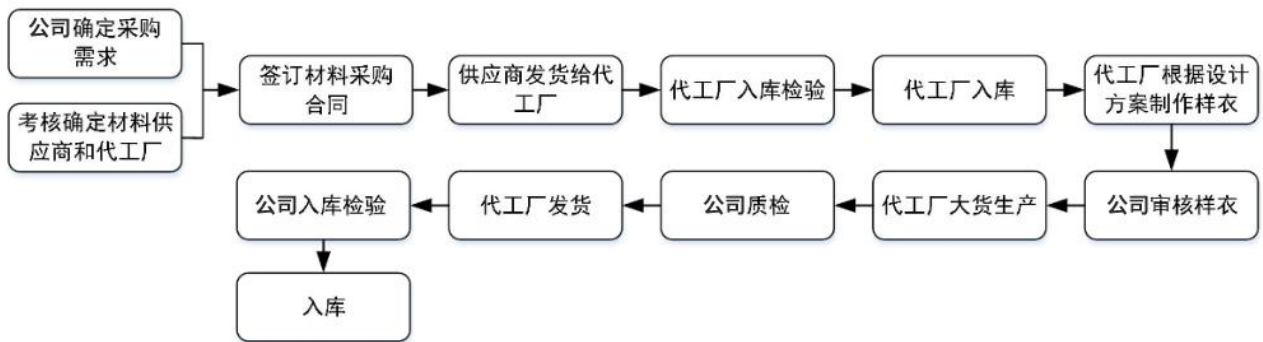 公司确定采购
需求
考核确定材料供
应商和代工厂
签订材料采购
合同
供应商发货给代
工厂
代工厂入库检验
代工厂入库
代工厂根据设计
方案制作样衣
公司审核样衣
代工厂大货生产
公司质检
代工厂发货
公司入库检验
入库